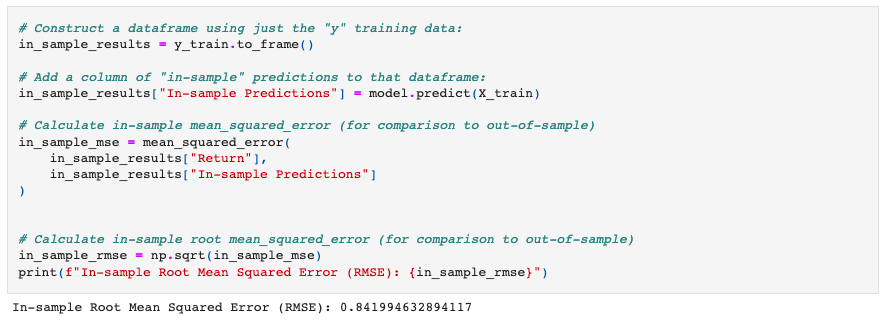 # Construct a dataframe using just the "y" training data:
in_sample_results = y_train.to_frame()
# Add a column of "in-sample" predictions to that dataframe:
in_sample_results["In-sample Predictions"] = model.predict(X_train)
# Calculate in-sample mean_squared_error (for comparison to out-of-sample)
in_sample_mse = mean_squared_error(
    in_sample_results["Return"],
    in_sample_results["In-sample Predictions"]
)
# Calculate in-sample root mean_squared_error (for comparison to out-of-sample)
in_sample_rmse = np.sqrt(in_sample_mse)
print(f"In-sample Root Mean Squared Error (RMSE): {in_sample_rmse}")
In-sample Root Mean Squared Error (RMSE): 0.841994632894117